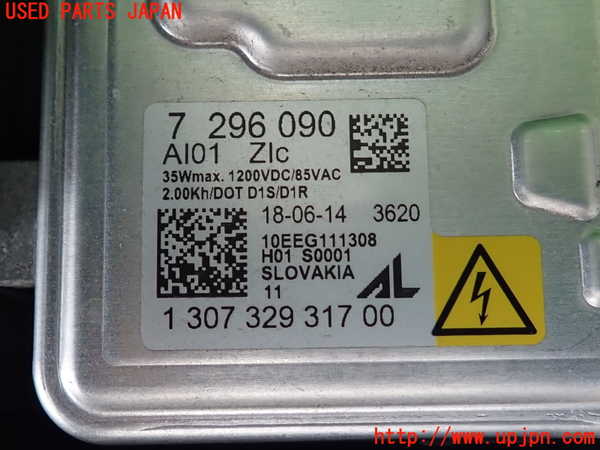 USED PARTS JAPAN
7 296 090
AI01 ZIc
35Wmax. 1200VDC/85VAC
2.00Kh/DOT D1S/D1R
18-06-14 3620
10EEG111308
H01 S0001
SLOVAKIA
11 AL
1 307 329 317 00
http://www.upjpn.com/